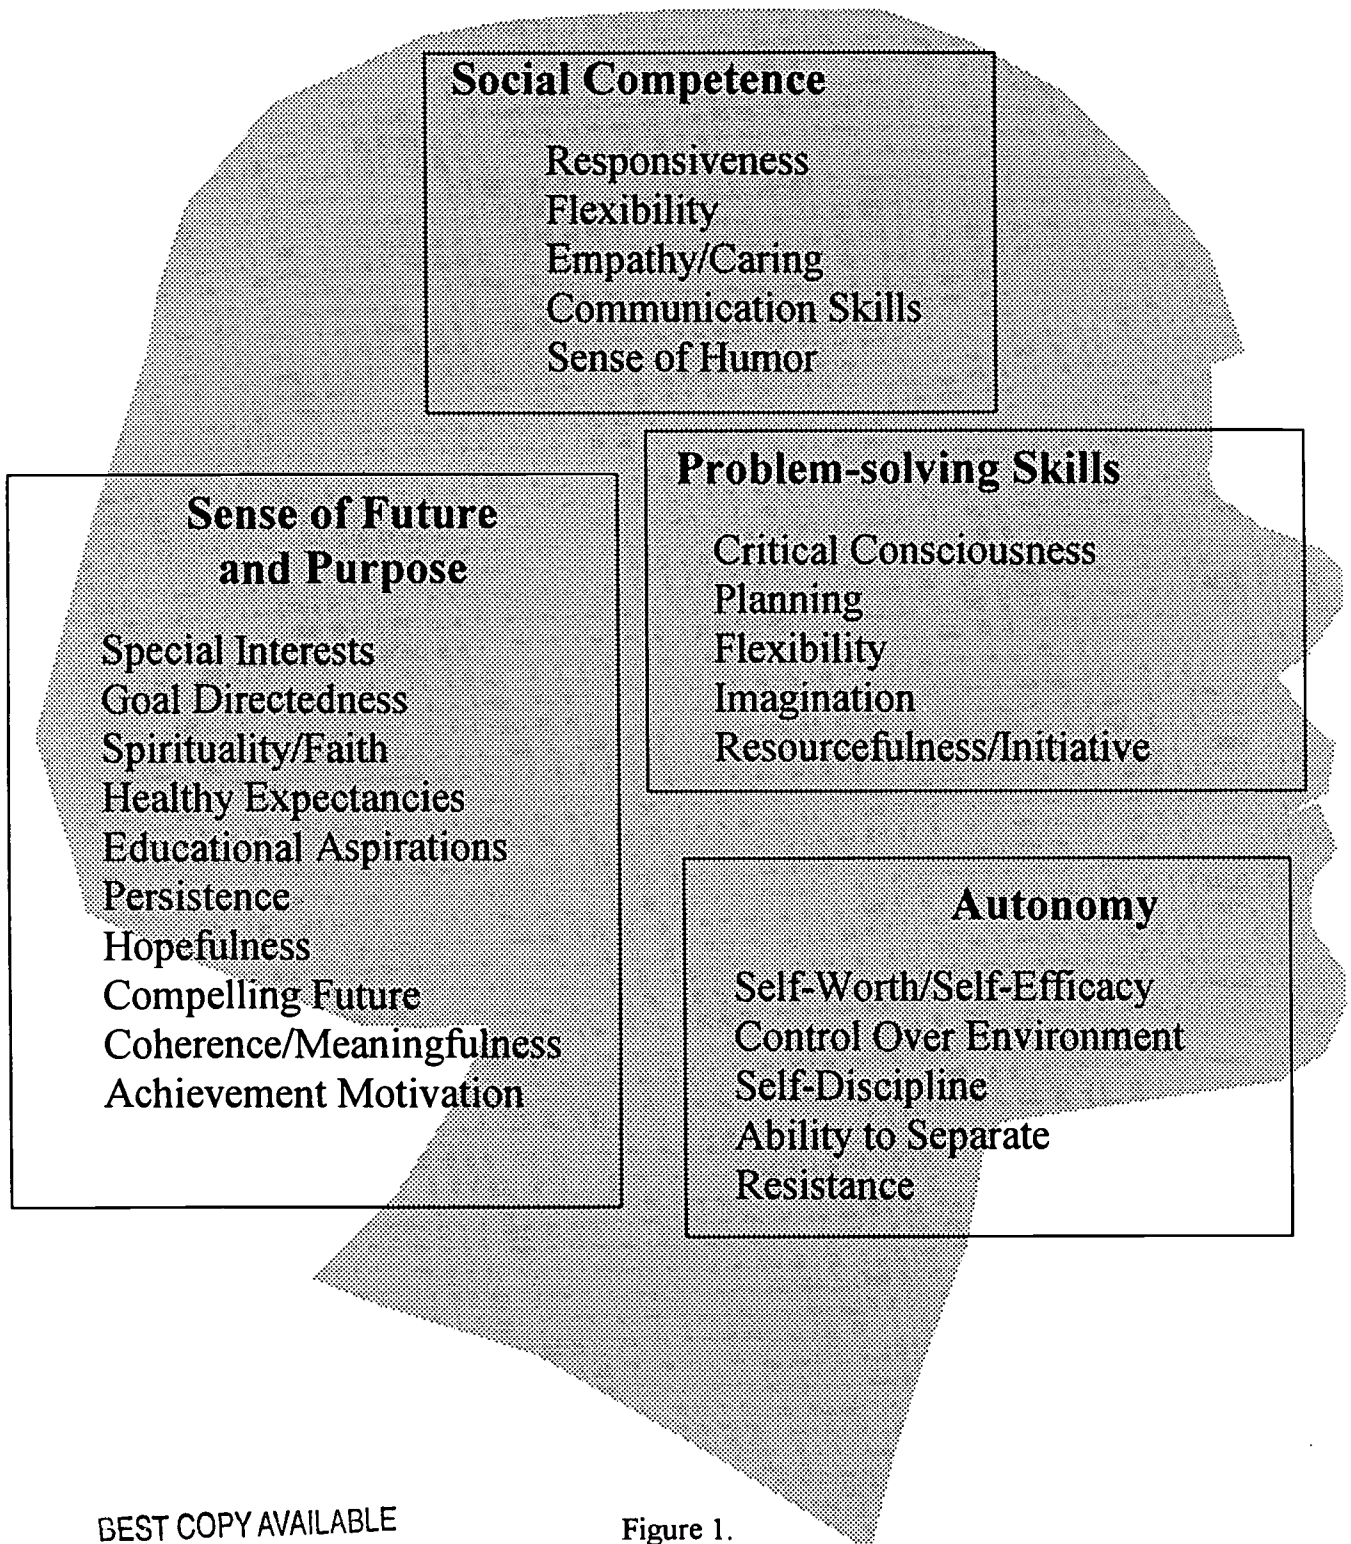 Social Competence
Responsiveness
Flexibility
Empathy/Caring
Communication Skills
Sense of Humor
Problem-solving Skills
Critical Consciousness
Planning
Flexibility
Imagination
Resourcefulness/Initiative
Sense of Future
and Purpose
Special Interests
Goal Directedness
Spirituality/Faith
Healthy Expectancies
Educational Aspirations
Persistence
Hopefulness
Compelling Future
Coherence/Meaningfulness
Achievement Motivation
Autonomy
Self-Worth/Self-Efficacy
Control Over Environment
Self-Discipline
Ability to Separate
Resistance
BEST COPY AVAILABLE
Figure 1.